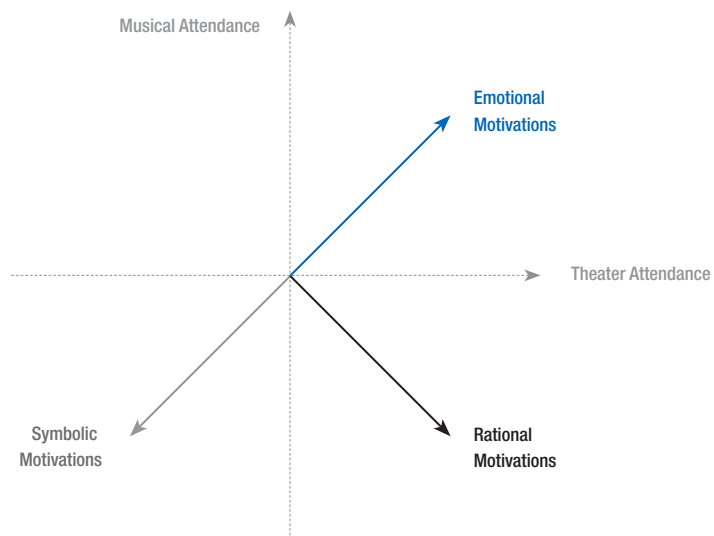 Musical Attendance
Emotional
Motivations
Theater Attendance
Symbolic
Motivations
Rational
Motivations